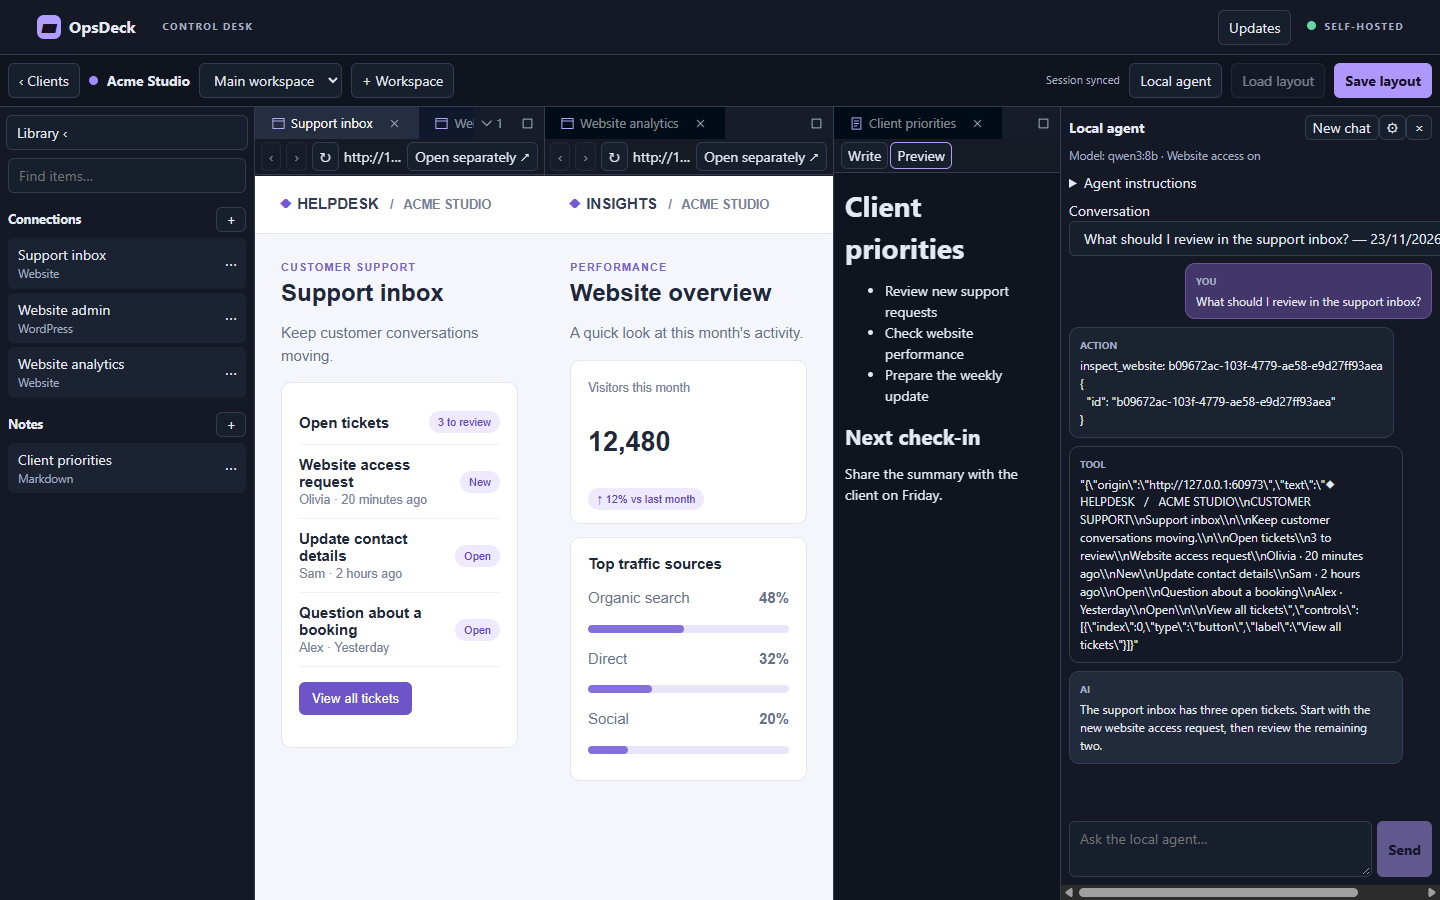 OpsDeck
CONTROL DESK
Updates
SELF-HOSTED
‹ Clients
Acme Studio
Main workspace
+ Workspace
Session synced
Local agent
Load layout
Save layout
Library ‹
Find items...
Connections
+
Support inbox
Website
...
Website admin
WordPress
...
Website analytics
Website
...
Notes
+
Client priorities
Markdown
...
Support inbox ×
1
‹ › ↻ http://1... Open separately ↗
HELPDESK / ACME STUDIO
CUSTOMER SUPPORT
Support inbox
Keep customer conversations
moving.
Open tickets
3 to review
Website access
request
Olivia · 20 minutes ago
New
Update contact
details
Sam · 2 hours ago
Open
Question about a
booking
Alex · Yesterday
Open
View all tickets
Website analytics ×
‹ › ↻ http://1... Open separately ↗
INSIGHTS / ACME STUDIO
PERFORMANCE
Website overview
A quick look at this month's activity.
Visitors this month
12,480
↑ 12% vs last month
Top traffic sources
Organic search 48%
Direct 32%
Social 20%
Client priorities ×
Write Preview
Client
priorities
• Review new support
requests
• Check website
performance
• Prepare the weekly
update
Next check-in
Share the summary with the
client on Friday.
Local agent
New chat
×
Model: qwen3:8b · Website access on
▶ Agent instructions
Conversation
What should I review in the support inbox? — 23/11/2026
YOU
What should I review in the support inbox?
ACTION
inspect_website: b09672ac-103f-4779-ae58-e9d27ff93aea
{
"id": "b09672ac-103f-4779-ae58-e9d27ff93aea"
}
TOOL
"{\"origin\":\"http://127.0.0.1:60973\",\"text\":\"◆
HELPDESK / ACME STUDIO\\nCUSTOMER
SUPPORT\\nSupport inbox\\n\\nKeep customer
conversations moving.\\n\\nOpen tickets\\n3 to
review\\nWebsite access request\\nOlivia · 20 minutes
ago\\nNew\\nUpdate contact details\\nSam · 2 hours
ago\\nOpen\\nQuestion about a booking\\nAlex ·
Yesterday\\nOpen\\n\\nView all tickets\",\"controls\":
[{\"index\":0,\"type\":\"button\",\"label\":\"View all
tickets\"}]}"
AI
The support inbox has three open tickets. Start with the
new website access request, then review the remaining
two.
Ask the local agent...
Send